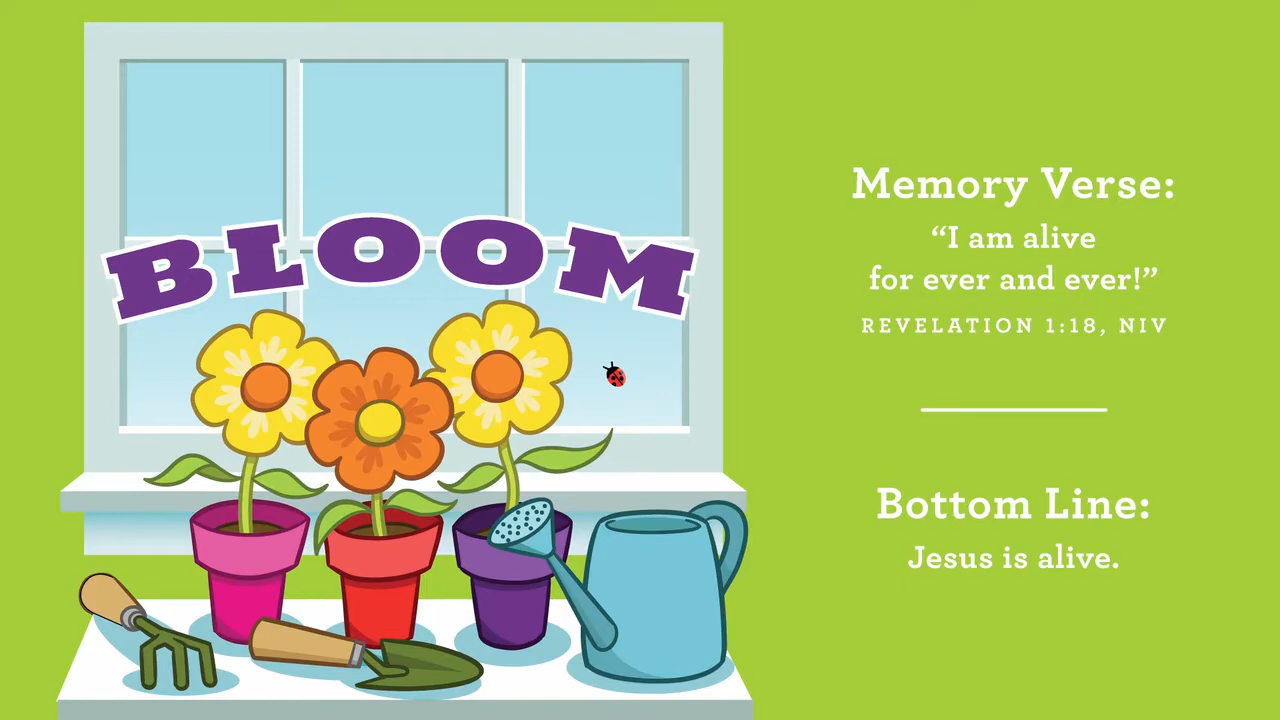 BLOOM
Memory Verse:
“I am alive
for ever and ever!”
REVELATION 1:18, NIV
Bottom Line:
Jesus is alive.